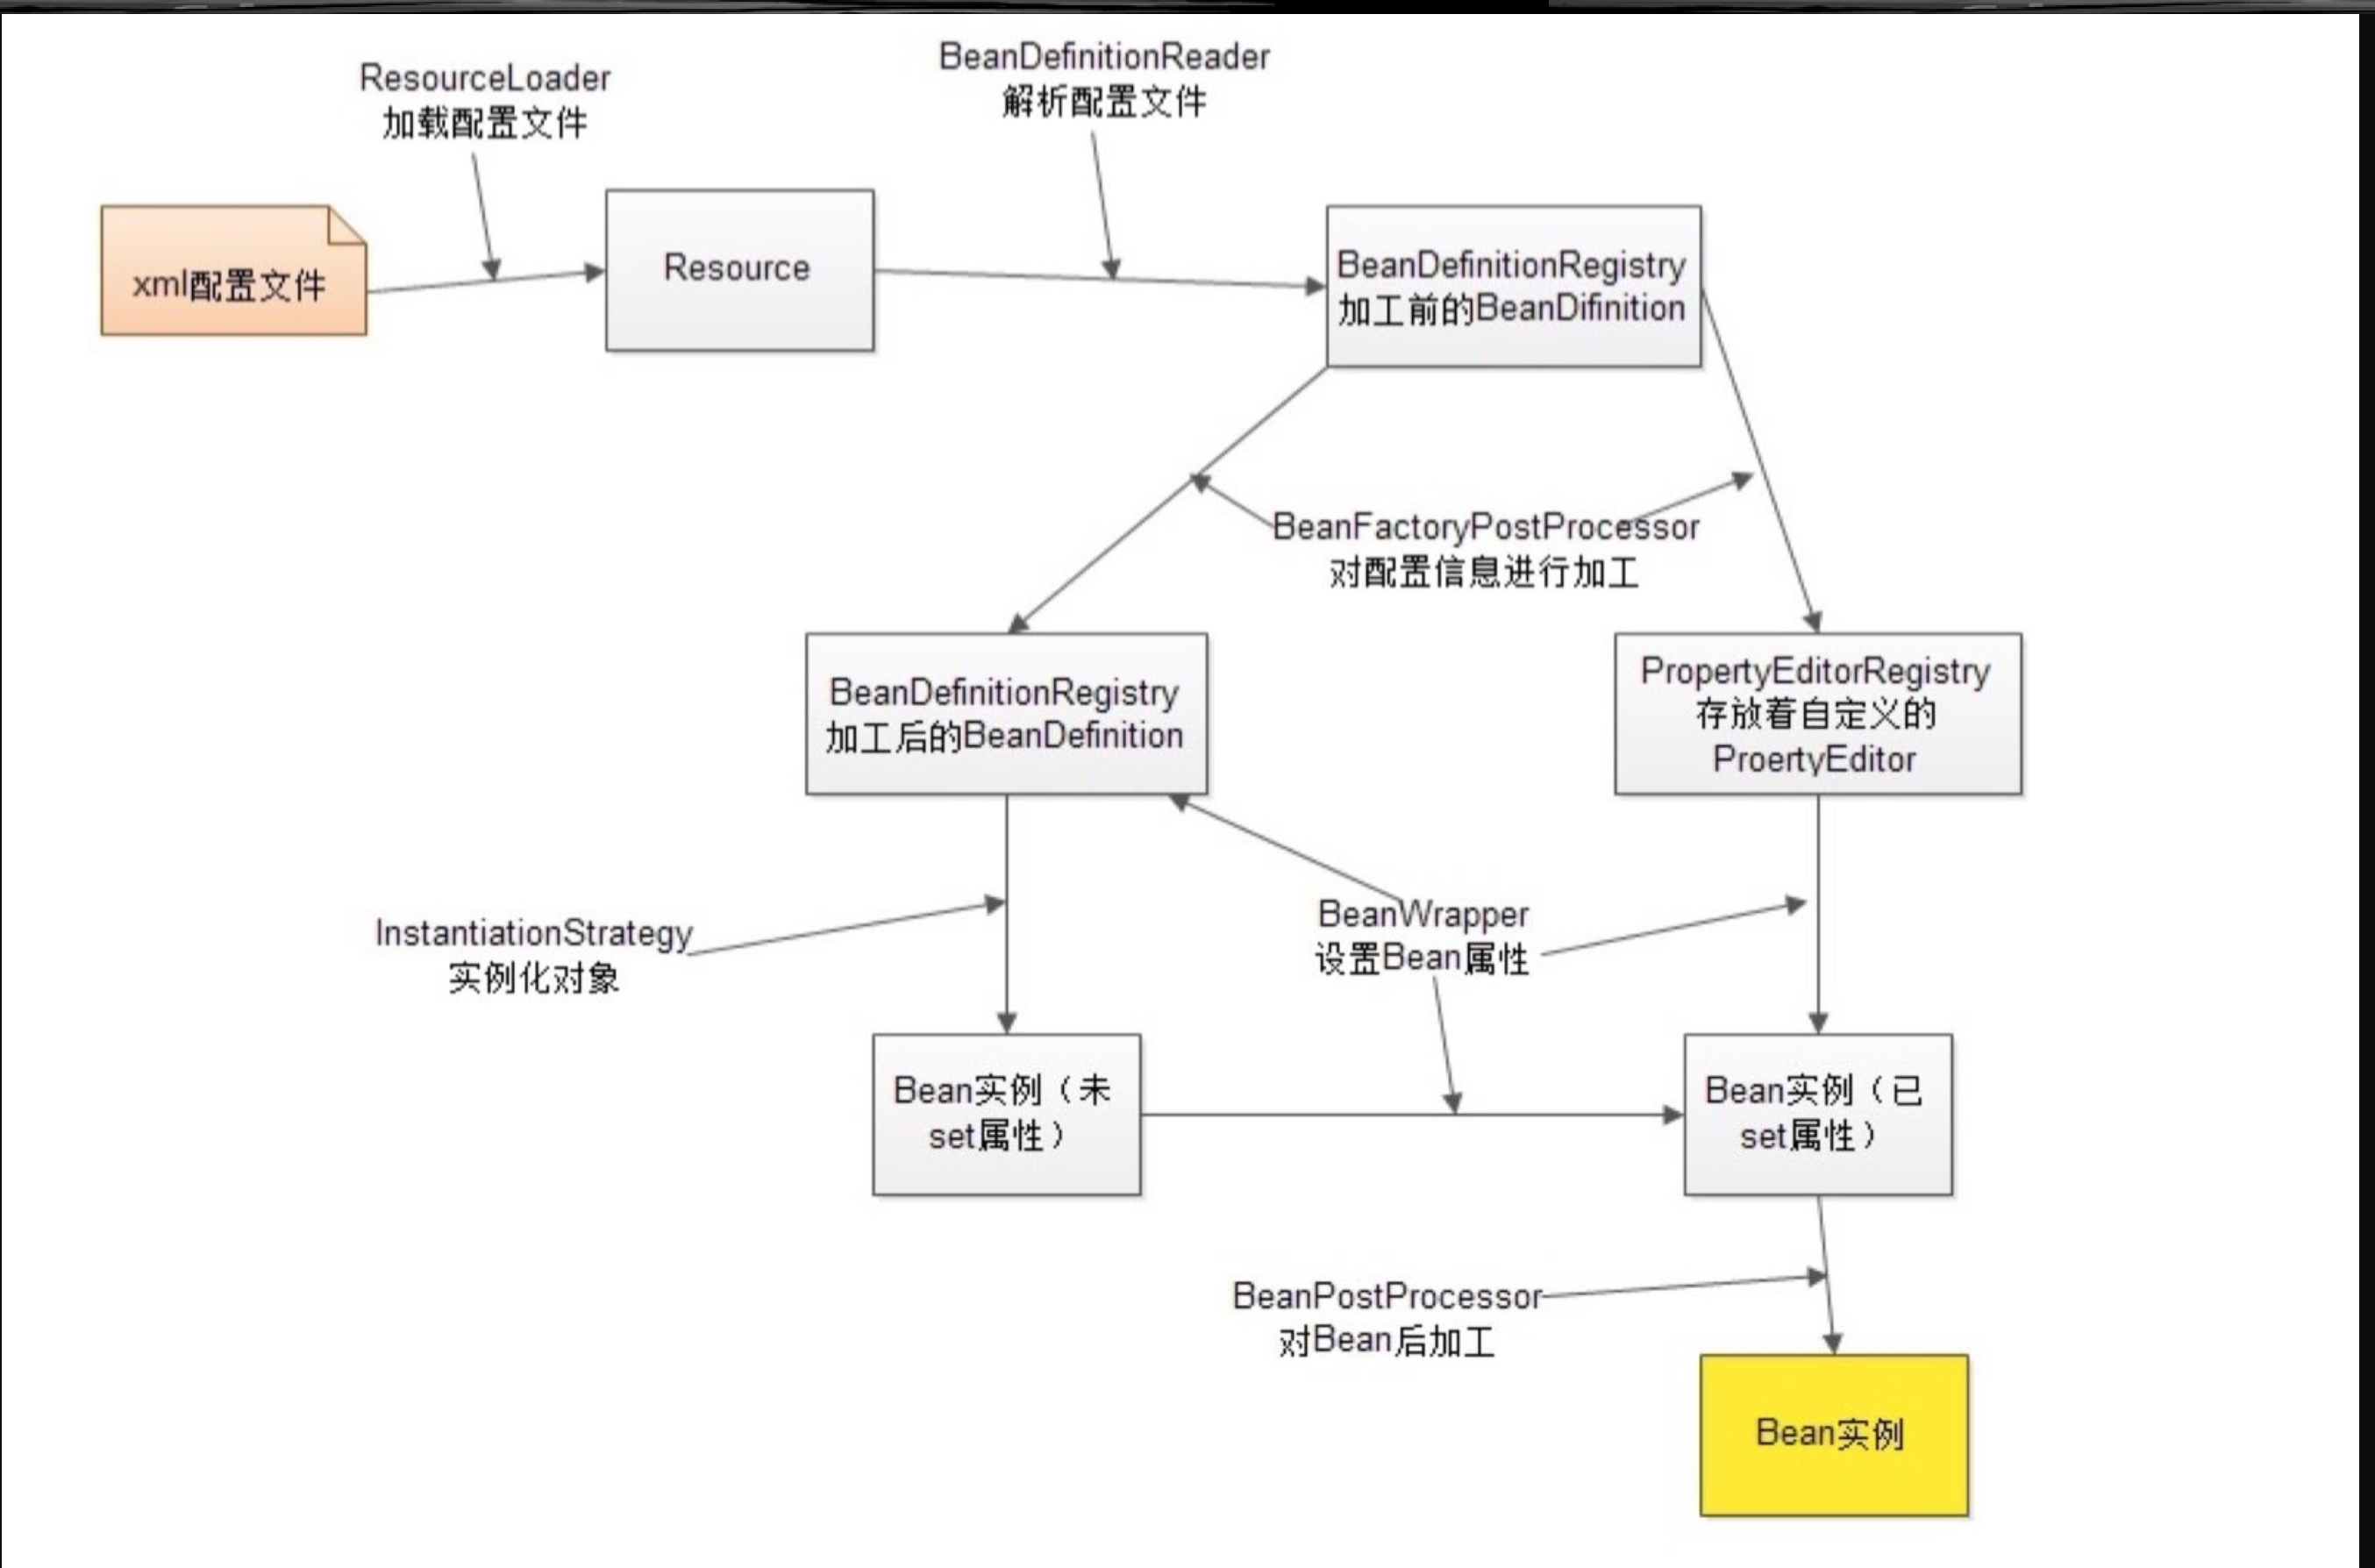 ResourceLoader
加载配置文件
BeanDefinitionReader
解析配置文件
xml配置文件
Resource
BeanDefinitionRegistry
加工前的BeanDifinition
BeanFactoryPostProcessor
对配置信息进行加工
BeanDefinitionRegistry
加工后的BeanDefinition
PropertyEditorRegistry
存放着自定义的
ProertyEditor
InstantiationStrategy
实例化对象
BeanWrapper
设置Bean属性
Bean实例（未
set属性）
Bean实例（已
set属性）
BeanPostProcessor
对Bean后加工
Bean实例